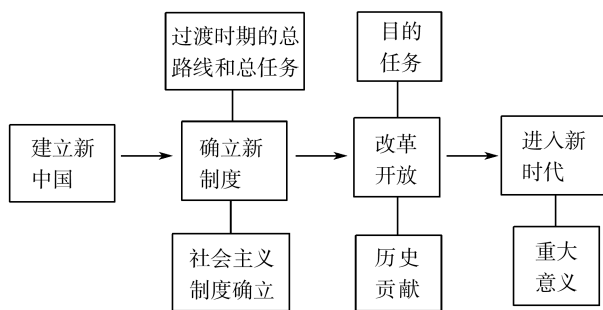 过渡时期的总
路线和总任务
目的
任务
建立新
中国
确立新
制度
改革
开放
进入新
时代
社会主义
制度确立
历史
贡献
重大
意义